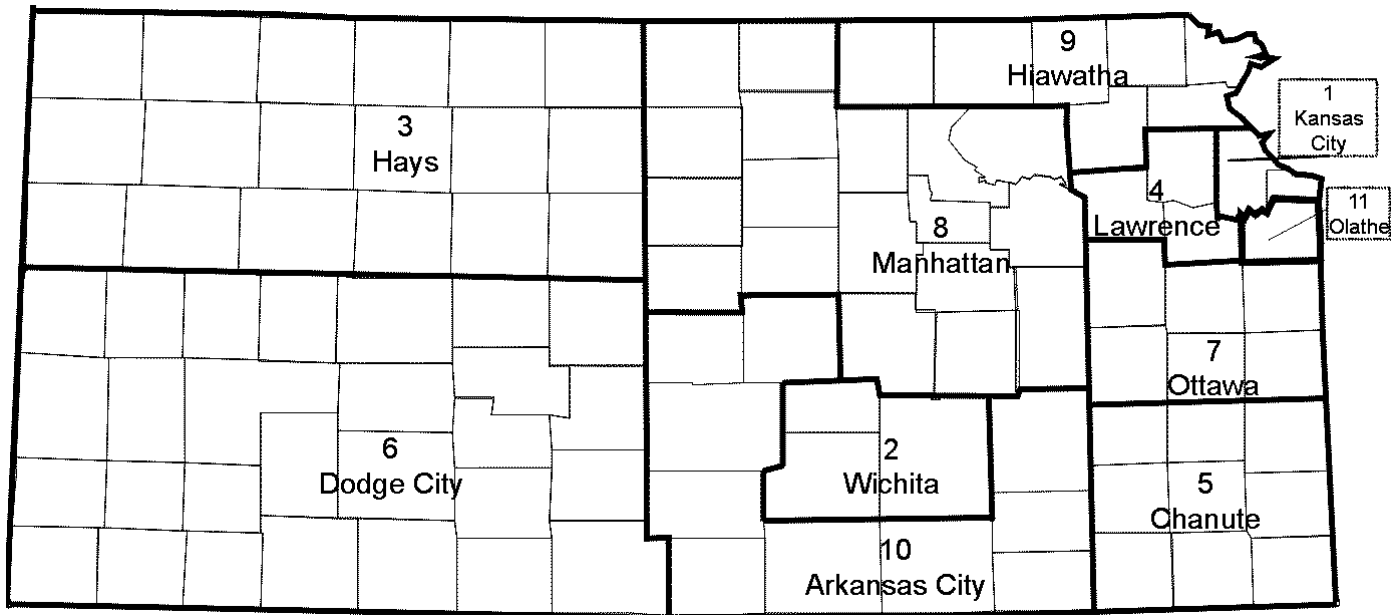 9
Hiawatha
1
Kansas
City
3
Hays
4
Lawrence
11
Olathe
8
Manhattan
7
Ottawa
6
Dodge City
2
Wichita
5
Chanute
10
Arkansas City